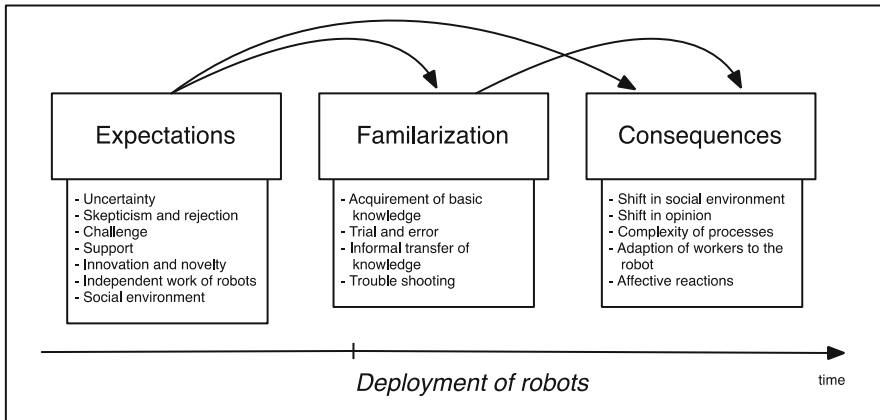 Expectations
- Uncertainty
- Skepticism and rejection
- Challenge
- Support
- Innovation and novelty
- Independent work of robots
- Social environment
Familarization
- Acquirement of basic
knowledge
- Trial and error
- Informal transfer of
knowledge
- Trouble shooting
Consequences
- Shift in social environment
- Shift in opinion
- Complexity of processes
- Adaption of workers to the
robot
- Affective reactions
Deployment of robots
time